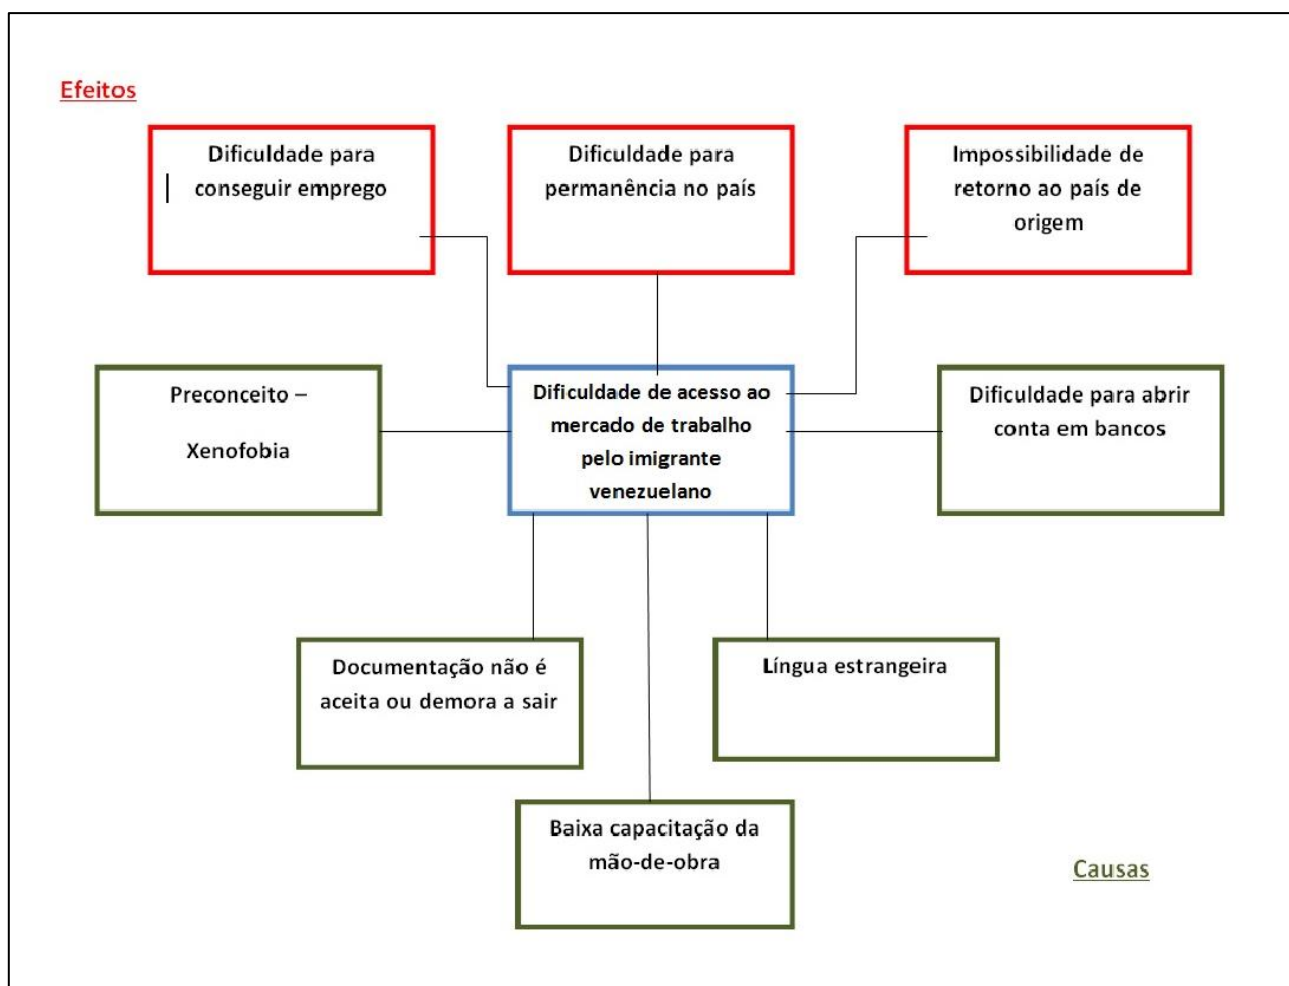 Efeitos
Dificuldade para
conseguir emprego
Dificuldade para
permanência no país
Impossibilidade de
retorno ao país de
origem
Preconceito –
Xenofobia
Dificuldade de acesso ao
mercado de trabalho
pelo imigrante
venezuelano
Dificuldade para abrir
conta em bancos
Documentação não é
aceita ou demora a sair
Língua estrangeira
Baixa capacitação da
mão-de-obra
Causas